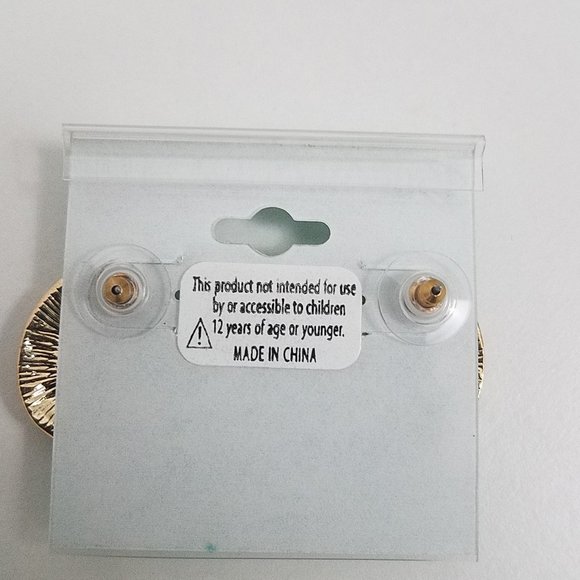 This product not intended for use
by or accessible to children
12 years of age or younger.
MADE IN CHINA